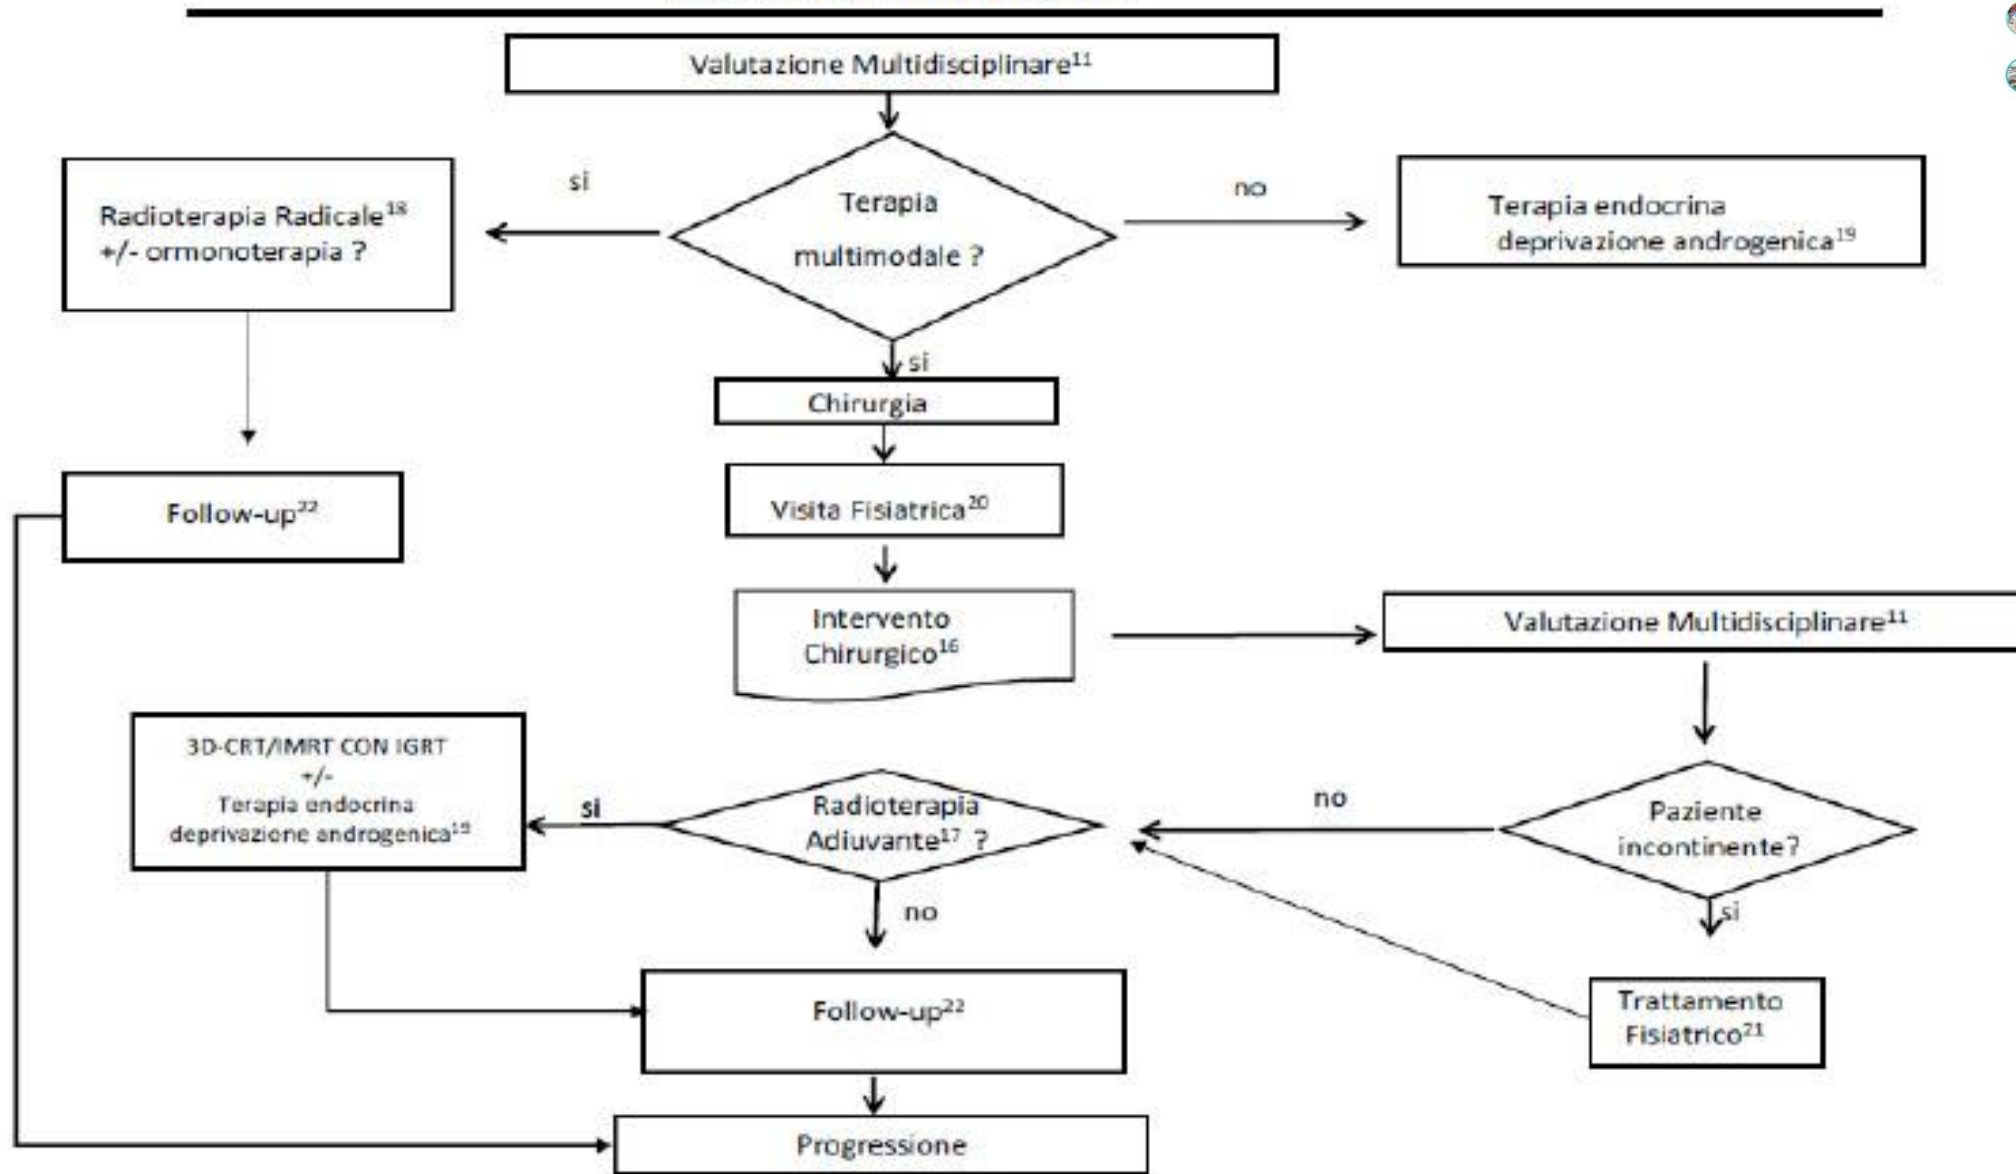 Valutazione Multidisciplinare¹¹
si
no
Terapia
multimodale ?
Radioterapia Radicale¹⁸
+/- ormonoterapia ?
Terapia endocrina
deprivazione androgenica¹⁹
si
Chirurgia
Follow-up²²
Visita Fisiatrica²⁰
Intervento
Chirurgico¹⁶
Valutazione Multidisciplinare¹¹
3D-CRT/IMRT CON IGRT
+/-
Terapia endocrina
deprivazione androgenica¹⁹
si
Radioterapia
Adiuvante¹⁷ ?
no
Paziente
incontinente?
no
si
Follow-up²²
Trattamento
Fisiatrico²¹
Progressione